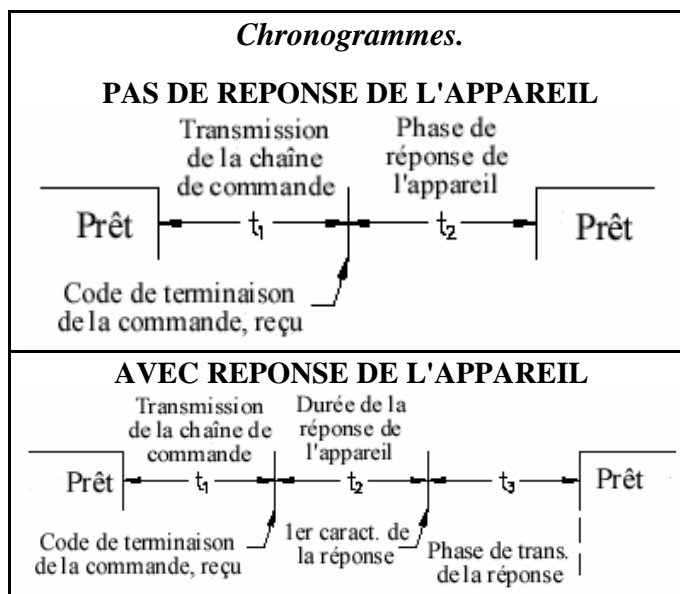 Chronogrammes.
PAS DE REPONSE DE L'APPAREIL
Transmission
de la chaîne
de commande
Phase de
réponse de
l'appareil
Prêt
t₁
t₂
Prêt
Code de terminaison
de la commande, reçu
AVEC REPONSE DE L'APPAREIL
Transmission
de la chaîne de
commande
Durée de la
réponse de
l'appareil
Prêt
t₁
t₂
t₃
Prêt
Code de terminaison
de la commande, reçu
1er caract. de
la réponse
Phase de trans.
de la réponse